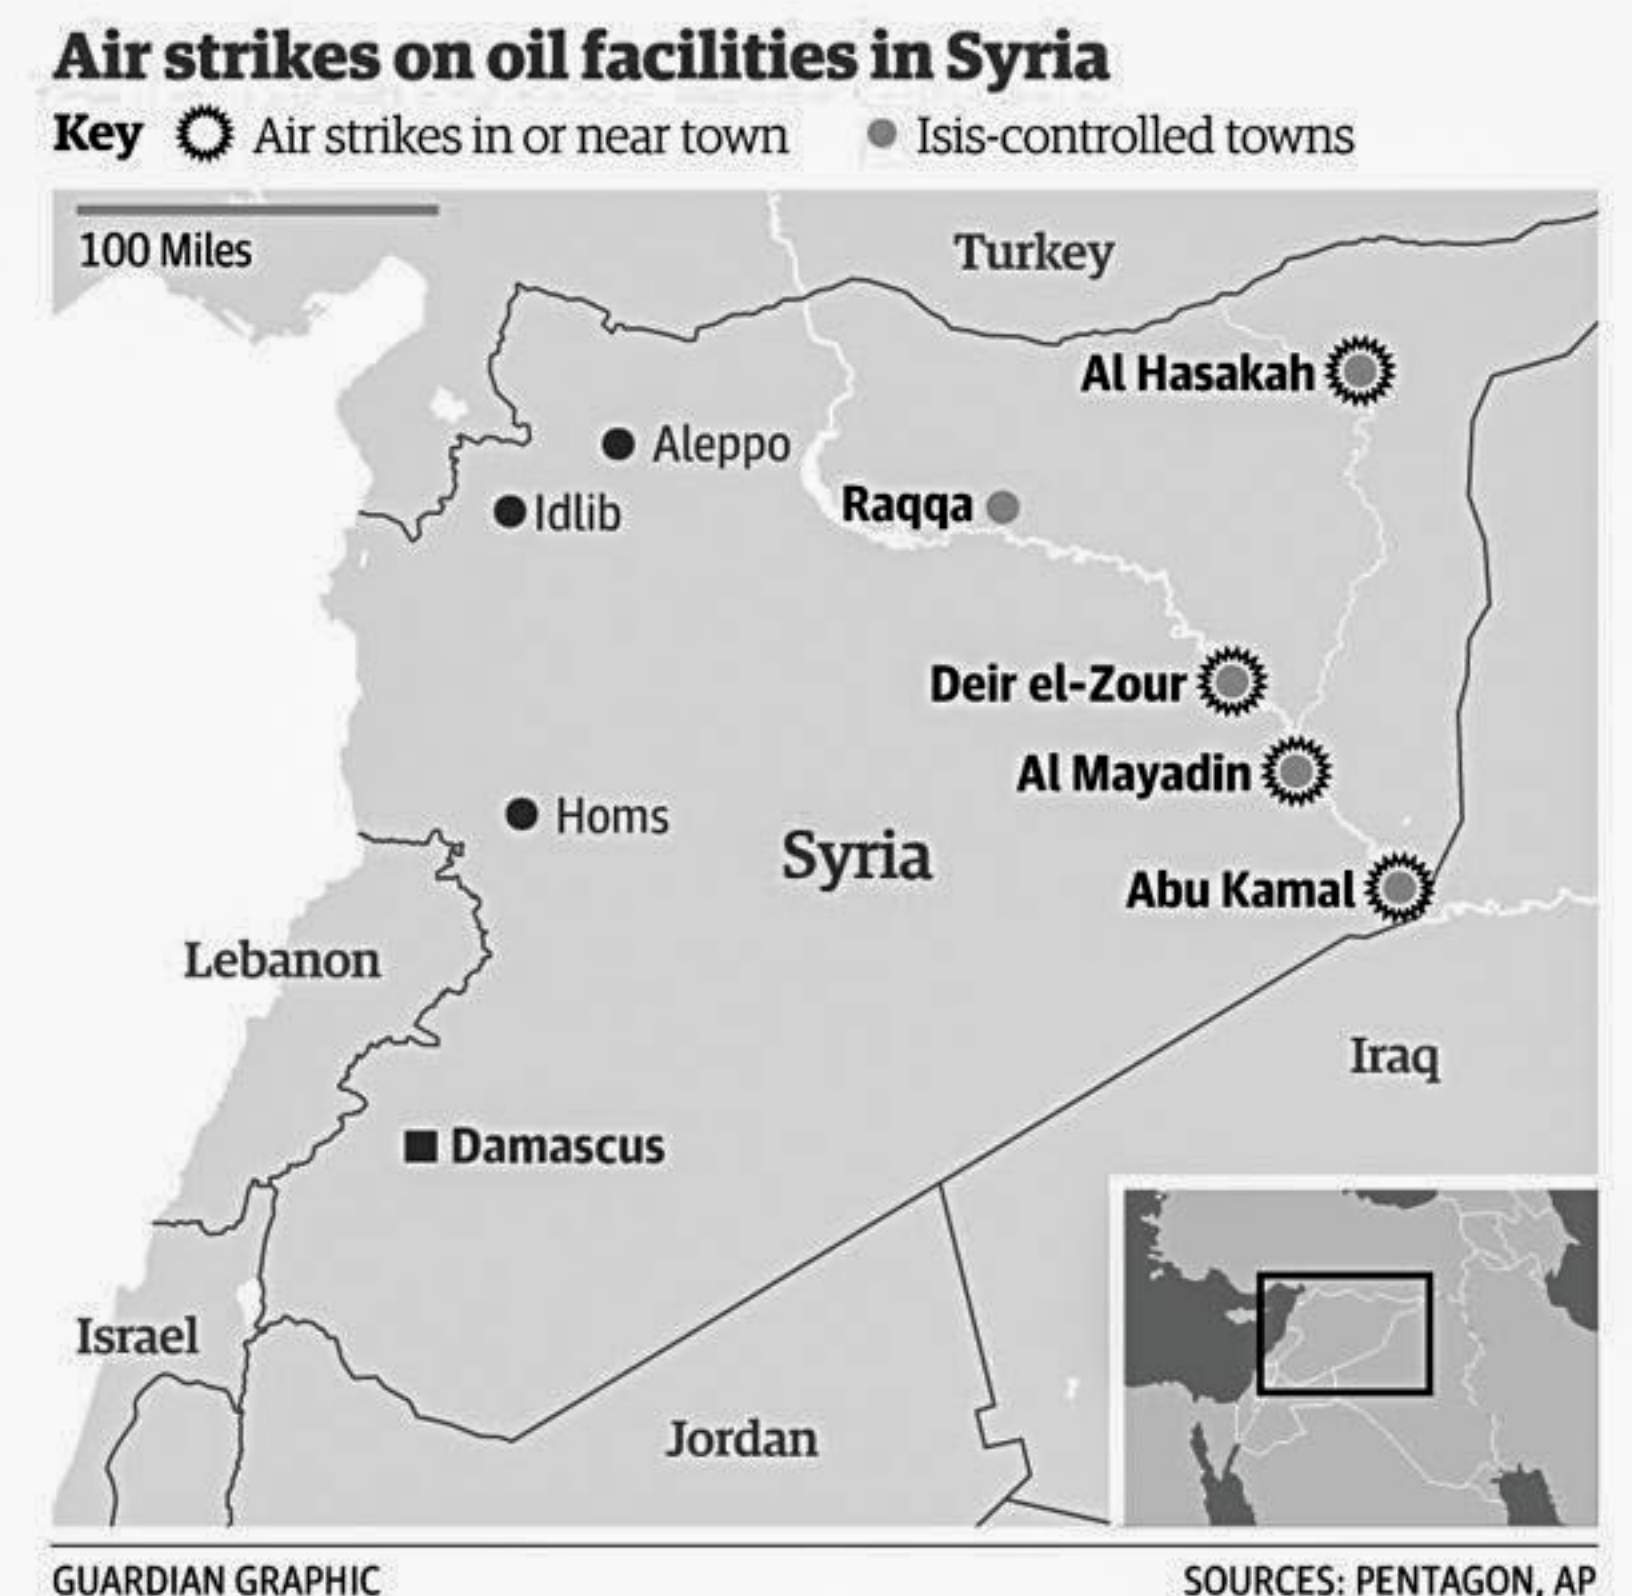 Air strikes on oil facilities in Syria
Key Air strikes in or near town Isis-controlled towns
100 Miles
Turkey
Al Hasakah
Aleppo
Raqqa
Idlib
Deir el-Zour
Al Mayadin
Homs
Syria
Abu Kamal
Lebanon
Iraq
Damascus
Israel
Jordan
GUARDIAN GRAPHIC
SOURCES: PENTAGON, AP